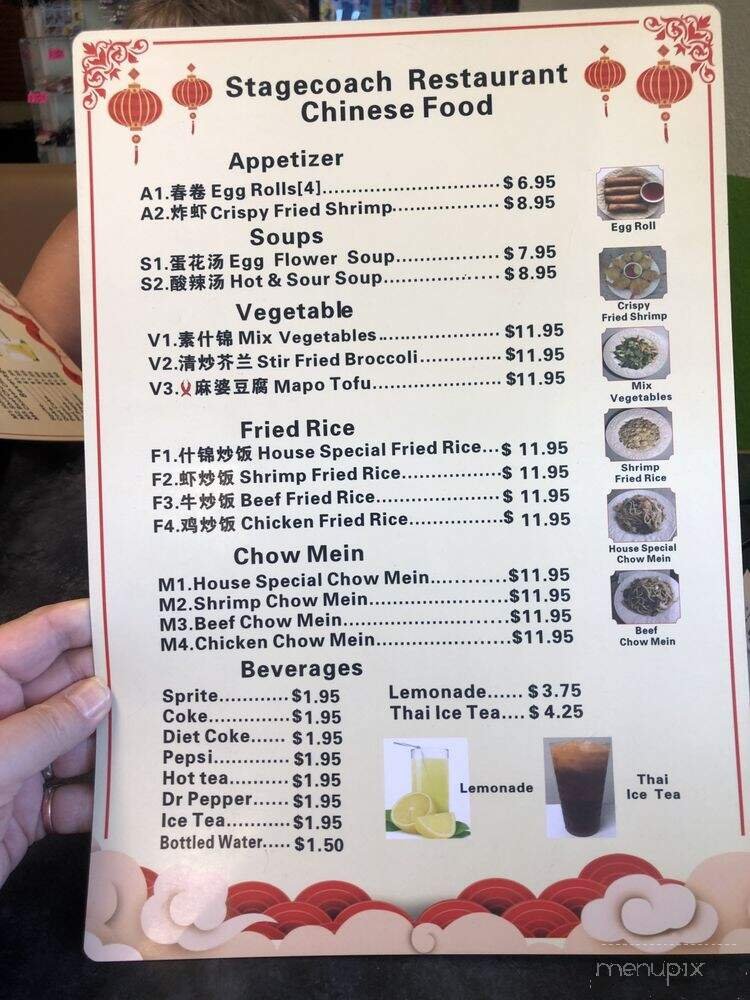 Stagecoach Restaurant
Chinese Food
Appetizer
A1.春卷 Egg Rolls[4]..............................$ 6.95
A2.炸虾 Crispy Fried Shrimp..................$ 8.95
Soups
S1.蛋花汤 Egg Flower Soup..................$ 7.95
S2.酸辣汤 Hot & Sour Soup....................$ 8.95
Vegetable
V1.素什锦 Mix Vegetables.....................$11.95
V2.清炒芥兰 Stir Fried Broccoli..............$11.95
V3.麻婆豆腐 Mapo Tofu......................$11.95
Fried Rice
F1.什锦炒饭 House Special Fried Rice...$ 11.95
F2.虾炒饭 Shrimp Fried Rice.................$ 11.95
F3.牛炒饭 Beef Fried Rice.....................$ 11.95
F4.鸡炒饭 Chicken Fried Rice................$ 11.95
Chow Mein
M1.House Special Chow Mein............$11.95
M2.Shrimp Chow Mein......................$11.95
M3.Beef Chow Mein..........................$11.95
M4.Chicken Chow Mein.....................$11.95
Beverages
Sprite............$1.95
Coke..............$1.95
Diet Coke......$1.95
Pepsi.............$1.95
Hot tea..........$1.95
Dr Pepper......$1.95
Ice Tea...........$1.95
Bottled Water.....$1.50
Lemonade......$ 3.75
Thai Ice Tea....$ 4.25
Lemonade
Thai
Ice Tea
Egg Roll
Crispy
Fried Shrimp
Mix
Vegetables
Shrimp
Fried Rice
House Special
Chow Mein
Beef
Chow Mein
menupix